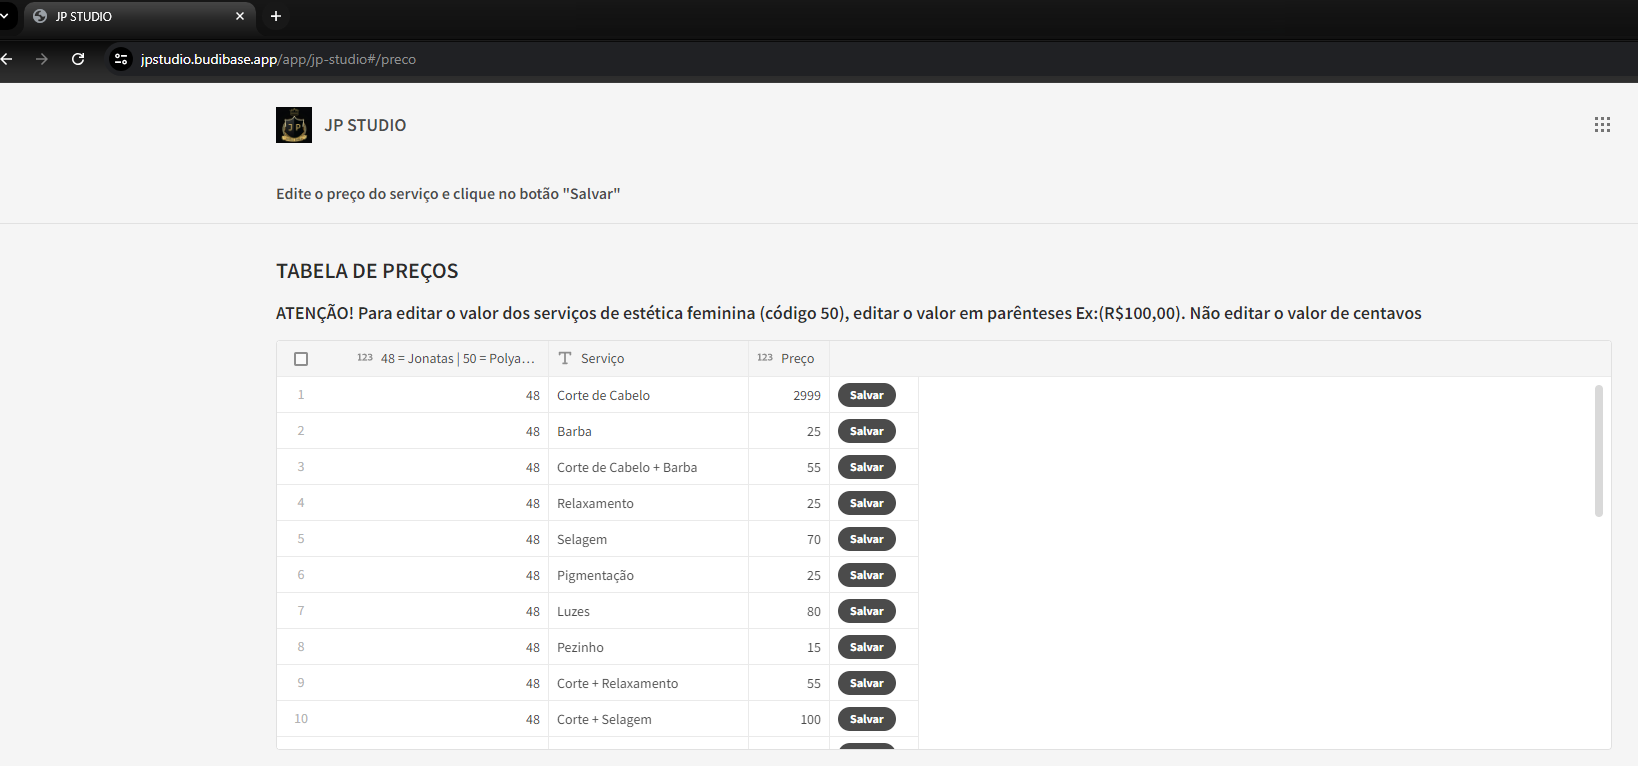 JP STUDIO
jpstudio.budibase.app/app/jp-studio#/preco
JP
JP STUDIO
Edite o preço do serviço e clique no botão "Salvar"
TABELA DE PREÇOS
ATENÇÃO! Para editar o valor dos serviços de estética feminina (código 50), editar o valor em parênteses Ex:(R$100,00). Não editar o valor de centavos
123 48 = Jonatas | 50 = Polya... T Serviço 123 Preço
1 48 Corte de Cabelo 2999 Salvar
2 48 Barba 25 Salvar
3 48 Corte de Cabelo + Barba 55 Salvar
4 48 Relaxamento 25 Salvar
5 48 Selagem 70 Salvar
6 48 Pigmentação 25 Salvar
7 48 Luzes 80 Salvar
8 48 Pezinho 15 Salvar
9 48 Corte + Relaxamento 55 Salvar
10 48 Corte + Selagem 100 Salvar